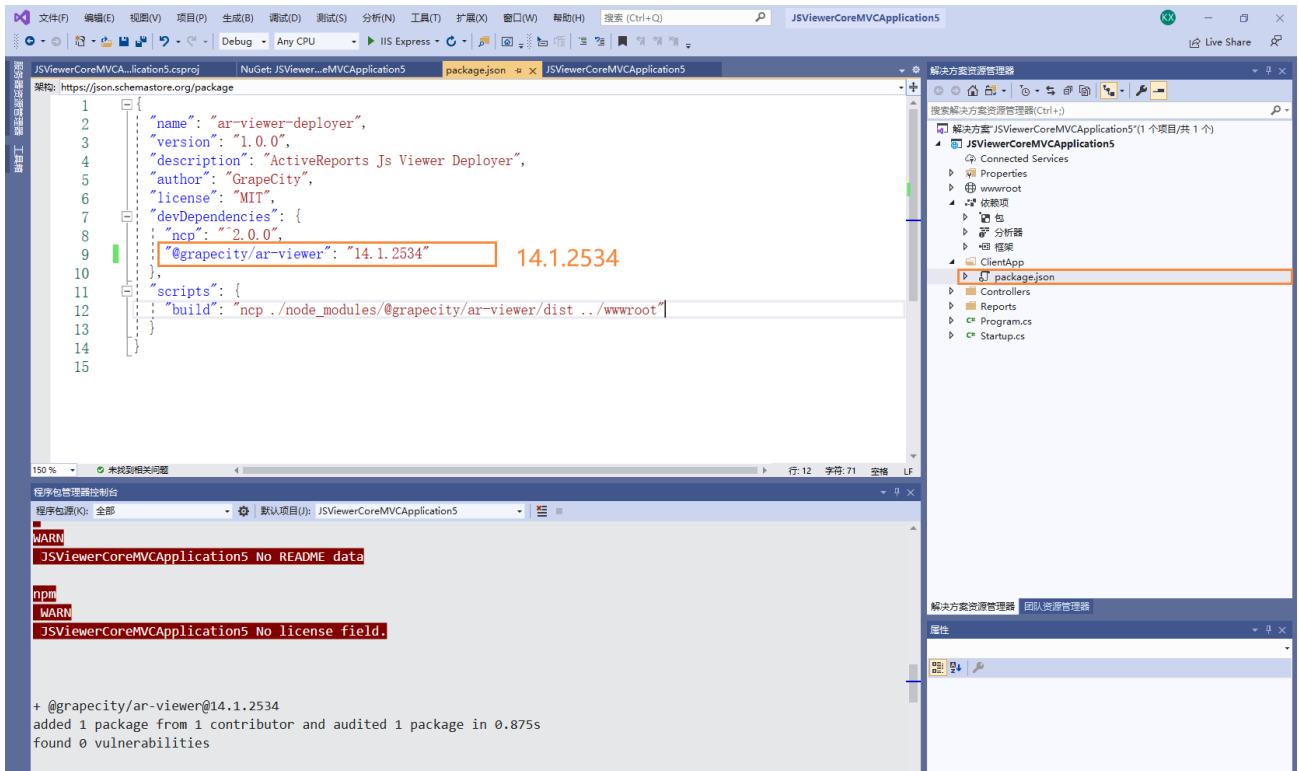 文件(F) 编辑(E) 视图(V) 项目(P) 生成(B) 调试(D) 测试(S) 分析(N) 工具(T) 扩展(X) 窗口(W) 帮助(H) 搜索 (Ctrl+Q) JSViewerCoreMVCApplication5 KX
Debug Any CPU IIS Express Live Share
服务器资源管理器
工具箱
JSViewerCoreMVCA...lication5.csproj NuGet: JSViewer...eMVCApplication5 package.json JSViewerCoreMVCApplication5
架构: https://json.schemastore.org/package
1 {
2 "name": "ar-viewer-deployer",
3 "version": "1.0.0",
4 "description": "ActiveReports Js Viewer Deployer",
5 "author": "GrapeCity",
6 "license": "MIT",
7 "devDependencies": {
8 "ncp": "^2.0.0",
9 "@grapecity/ar-viewer": "14.1.2534"
14.1.2534
10 },
11 "scripts": {
12 "build": "ncp ./node_modules/@grapecity/ar-viewer/dist ../wwwroot"
13 }
14 }
15
150 % 未找到相关问题 行: 12 字符: 71 空格 LF
程序包管理器控制台
程序包源(K): 全部 默认项目(J): JSViewerCoreMVCApplication5
WARN
JSViewerCoreMVCApplication5 No README data
npm
WARN
JSViewerCoreMVCApplication5 No license field.
+ @grapecity/ar-viewer@14.1.2534
added 1 package from 1 contributor and audited 1 package in 0.875s
found 0 vulnerabilities
解决方案资源管理器
搜索解决方案资源管理器(Ctrl+;)
解决方案"JSViewerCoreMVCApplication5"(1 个项目/共 1 个)
JSViewerCoreMVCApplication5
Connected Services
Properties
wwwroot
依赖项
包
分析器
框架
ClientApp
package.json
Controllers
Reports
C# Program.cs
C# Startup.cs
解决方案资源管理器 团队资源管理器
属性